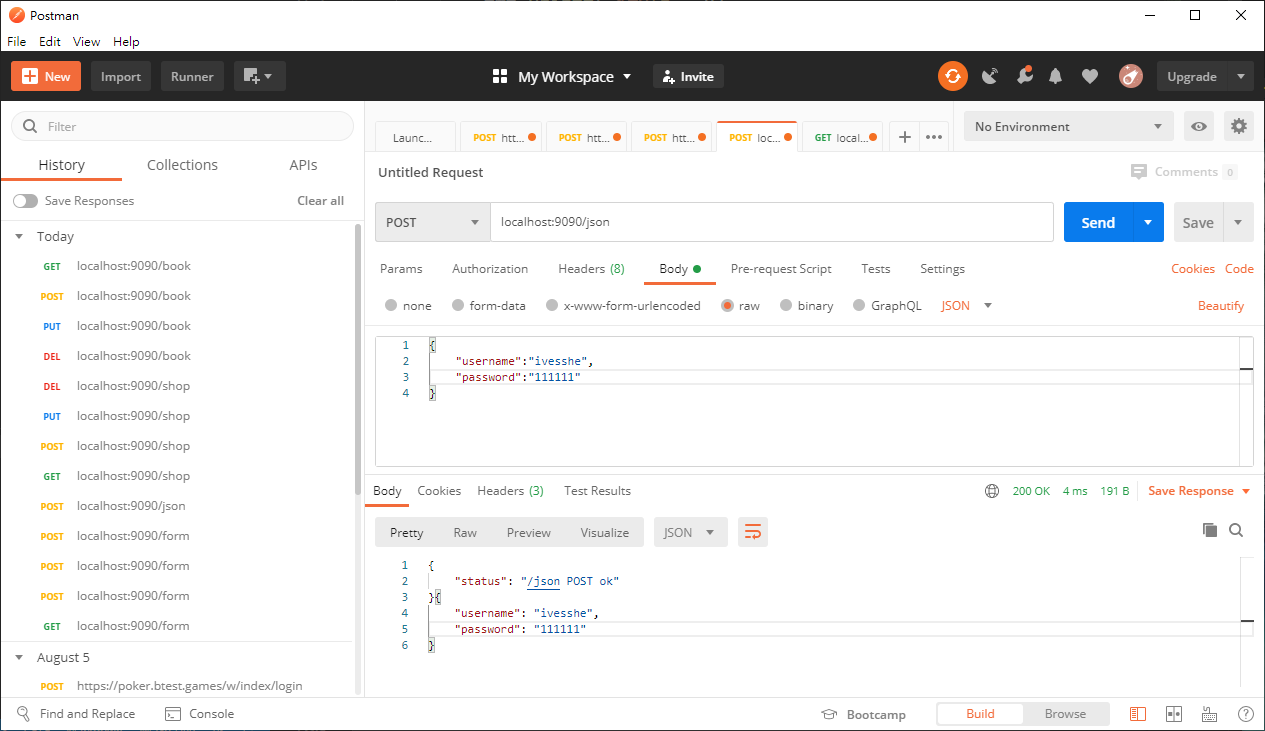 Postman
File Edit View Help
New Import Runner My Workspace Invite Upgrade
Filter
History Collections APIs
Save Responses Clear all
Today
GET localhost:9090/book
POST localhost:9090/book
PUT localhost:9090/book
DEL localhost:9090/book
DEL localhost:9090/shop
PUT localhost:9090/shop
POST localhost:9090/shop
GET localhost:9090/shop
POST localhost:9090/json
POST localhost:9090/form
POST localhost:9090/form
POST localhost:9090/form
GET localhost:9090/form
August 5
POST https://poker.btest.games/w/index/login
Launc... POST htt... POST htt... POST htt... POST loc... GET local... No Environment
Untitled Request Comments 0
POST localhost:9090/json Send Save
Params Authorization Headers (8) Body Pre-request Script Tests Settings Cookies Code
none form-data x-www-form-urlencoded raw binary GraphQL JSON Beautify
1 {
2 "username":"ivesshe",
3 "password":"111111"
4 }
Body Cookies Headers (3) Test Results 200 OK 4 ms 191 B Save Response
Pretty Raw Preview Visualize JSON
1 {
2 "status": "/json POST ok"
3 }{
4 "username": "ivesshe",
5 "password": "111111"
6 }
Find and Replace Console Bootcamp Build Browse